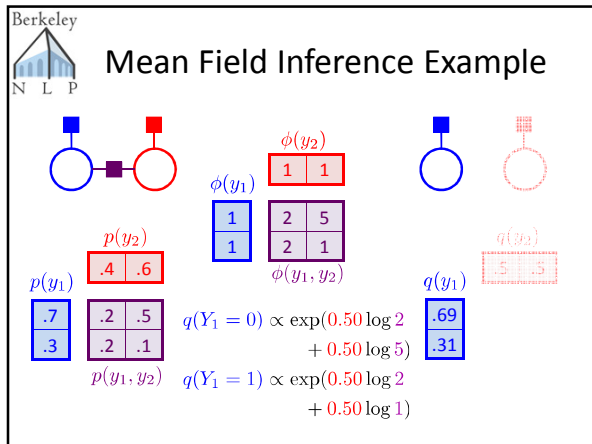 Berkeley
N L P
Mean Field Inference Example
ϕ(y₂)
1 1
ϕ(y₁)
1
1
2 5
2 1
ϕ(y₁, y₂)
p(y₂)
.4 .6
p(y₁)
.7
.3
.2 .5
.2 .1
p(y₁, y₂)
q(Y₁ = 0) ∝ exp(0.50 log 2
+ 0.50 log 5)
q(Y₁ = 1) ∝ exp(0.50 log 2
+ 0.50 log 1)
q(y₂)
.5 .5
q(y₁)
.69
.31